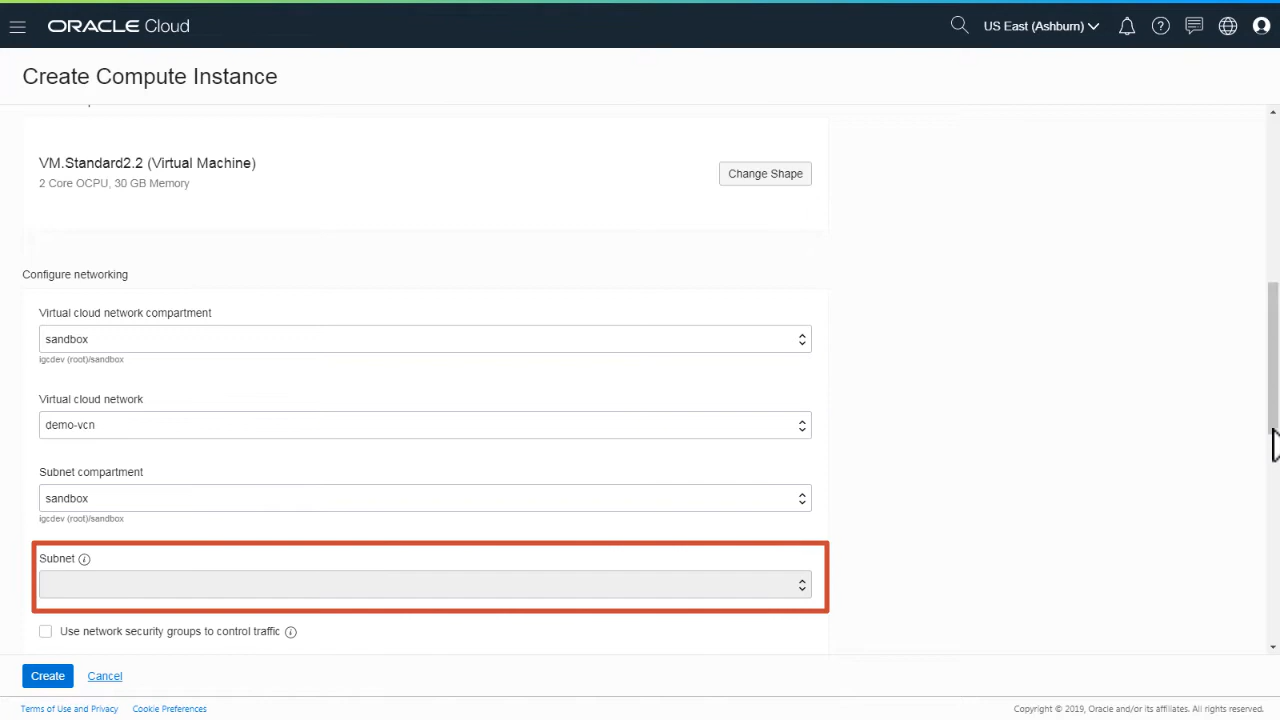 ORACLE Cloud
US East (Ashburn)
Create Compute Instance
VM.Standard2.2 (Virtual Machine)
2 Core OCPU, 30 GB Memory
Change Shape
Configure networking
Virtual cloud network compartment
sandbox
igcdev (root)/sandbox
Virtual cloud network
demo-vcn
Subnet compartment
sandbox
igcdev (root)/sandbox
Subnet
Use network security groups to control traffic
Create Cancel
Terms of Use and Privacy Cookie Preferences Copyright © 2019, Oracle and/or its affiliates. All rights reserved.